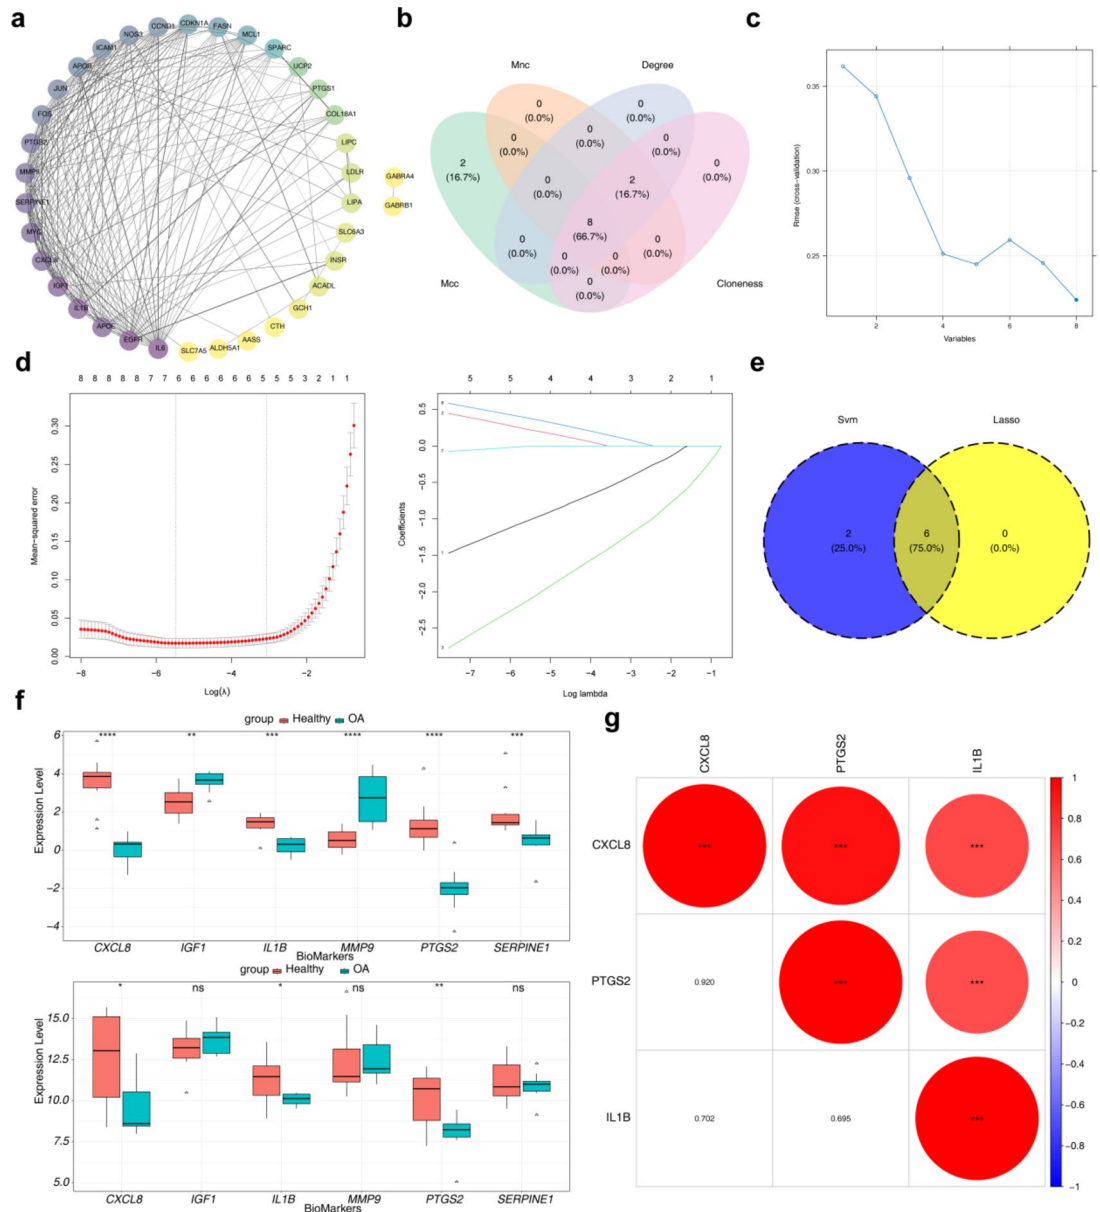 a
CCND1
CDKN1A
FASN
NOS3
MCL1
ICAM1
SPARC
APOB
UCP2
JUN
PTGS1
FOS
COL18A1
PTGS2
LIPC
MMP9
LDLR
GABRA4
SERPINE1
LIPA
GABRB1
MYC
SLC6A3
CXCL8
INSR
IGF1
ACADL
IL1B
GCH1
APOE
CTH
EGFR
AASS
IL6
SLC7A5
ALDH5A1
b
Mnc
Degree
0
(0.0%)
0
(0.0%)
0
(0.0%)
0
(0.0%)
0
(0.0%)
2
(16.7%)
0
(0.0%)
0
(0.0%)
2
(16.7%)
8
(66.7%)
0
(0.0%)
0
(0.0%)
0
(0.0%)
0
(0.0%)
0
(0.0%)
Mcc
Cloneness
c
Rmse (cross-validation)
0.35
0.30
0.25
2 4 6 8
Variables
d
8 8 8 8 8 7 7 6 6 6 6 6 6 5 5 3 2 1 1
Mean-squared error
0.30
0.25
0.20
0.15
0.10
0.05
0.00
−8 −6 −4 −2
Log(λ)
5 5 4 4 3 1
Coefficients
0.5
0.0
−0.5
−1.0
−1.5
−2.0
−2.5
−7 −6 −5 −4 −3 −2 −1
Log lambda
e
Svm
Lasso
2
(25.0%)
6
(75.0%)
0
(0.0%)
f
group Healthy OA
**** ** *** **** **** ***
Expression Level
6
4
2
0
−2
−4
CXCL8 IGF1 IL1B MMP9 PTGS2 SERPINE1
BioMarkers
group Healthy OA
* ns * ns ** ns
Expression Level
15.0
12.5
10.0
7.5
5.0
CXCL8 IGF1 IL1B MMP9 PTGS2 SERPINE1
BioMarkers
g
CXCL8
PTGS2
IL1B
CXCL8 *** *** ***
PTGS2 0.920 *** ***
IL1B 0.702 0.695 ***
1
0.8
0.6
0.4
0.2
0
−0.2
−0.4
−0.6
−0.8
−1